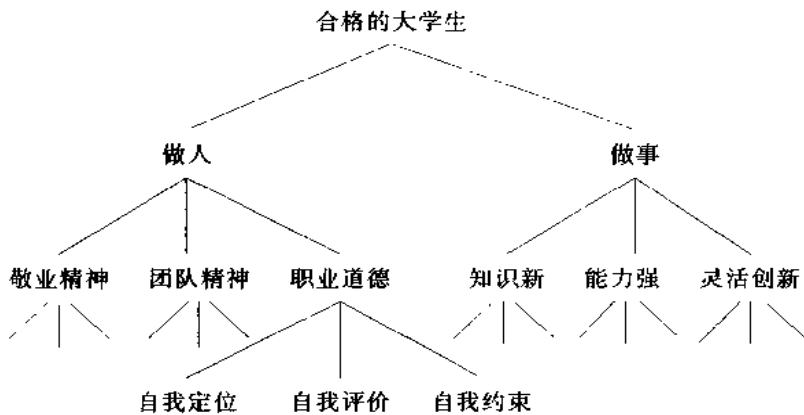 合格的大学生
做人 做事
敬业精神 团队精神 职业道德 知识新 能力强 灵活创新
自我定位 自我评价 自我约束